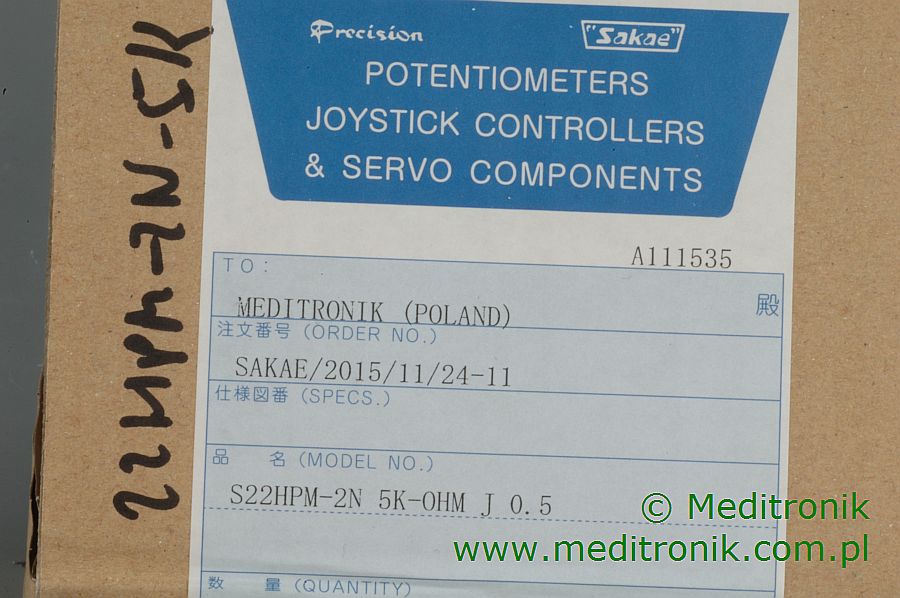 Precision
"Sakae"
POTENTIOMETERS
JOYSTICK CONTROLLERS
& SERVO COMPONENTS
A111535
TO:
MEDITRONIK (POLAND)
殿
注文番号 (ORDER NO.)
SAKAE/2015/11/24-11
仕様図番 (SPECS.)
品 名 (MODEL NO.)
S22HPM-2N 5K-OHM J 0.5
数 量 (QUANTITY)
22HPM-2N-5K
© Meditronik
www.meditronik.com.pl